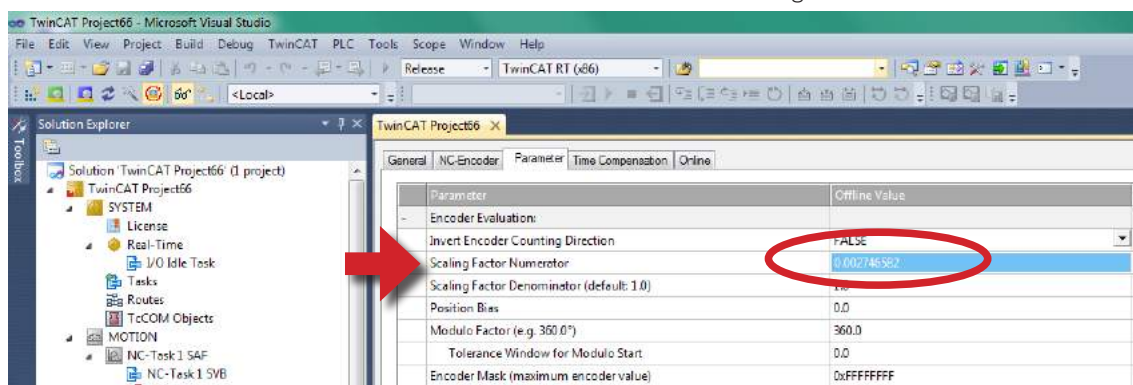 TwinCAT Project66 - Microsoft Visual Studio
File Edit View Project Build Debug TwinCAT PLC Tools Scope Window Help
Release TwinCAT RT (x86)
<Local>
Solution Explorer
TwinCAT Project66 X
Toolbox
General NC-Encoder Parameter Time Compensation Online
Solution 'TwinCAT Project66' (1 project)
TwinCAT Project66
SYSTEM
License
Real-Time
I/O Idle Task
Tasks
Routes
TcCOM Objects
MOTION
NC-Task 1 SAF
NC-Task 1 SVB
Parameter Offline Value
- Encoder Evaluation:
Invert Encoder Counting Direction FALSE
Scaling Factor Numerator 0.002746582
Scaling Factor Denominator (default: 1.0)
Position Bias 0.0
Modulo Factor (e.g. 360.0°) 360.0
Tolerance Window for Modulo Start 0.0
Encoder Mask (maximum encoder value) 0xFFFFFFFF